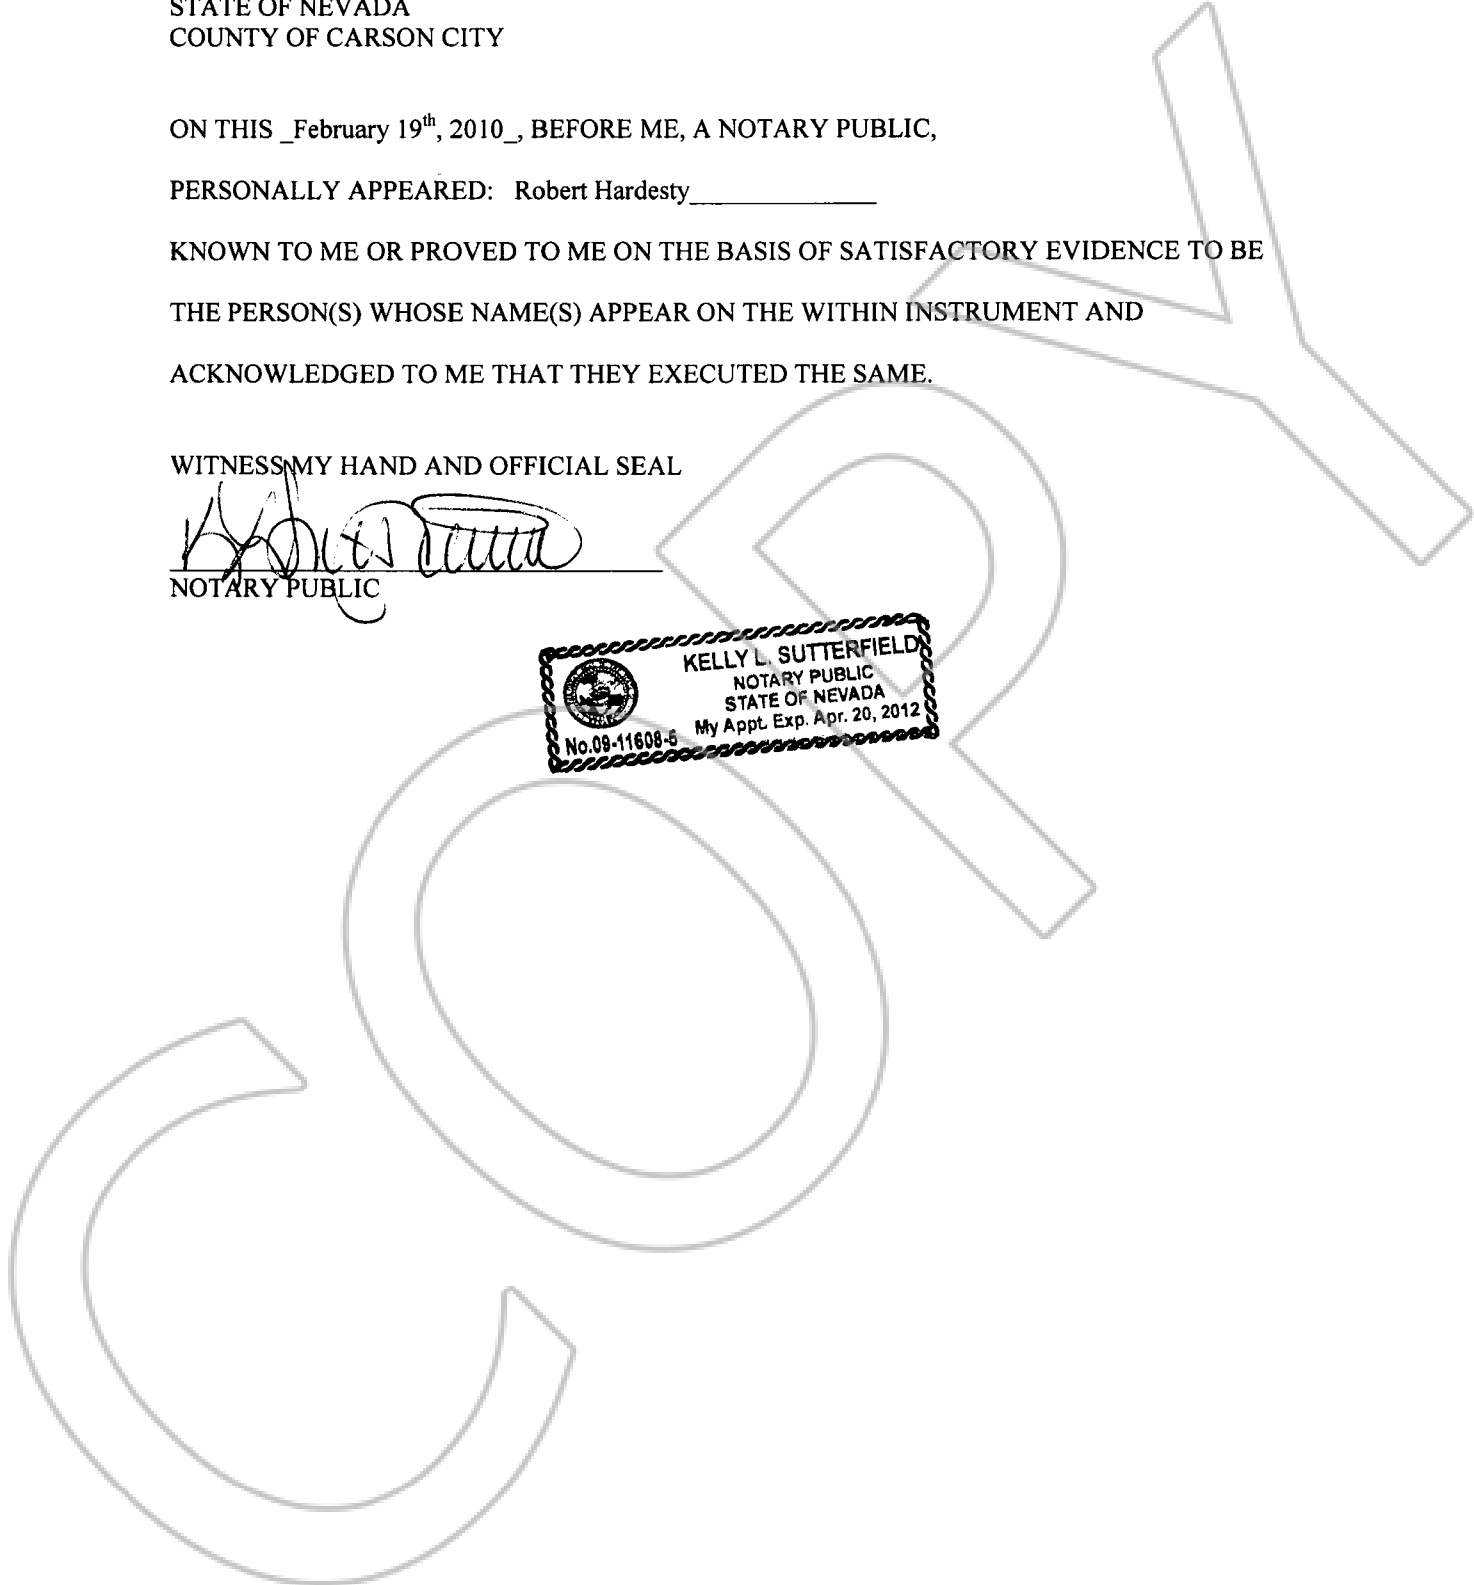 STATE OF NEVADA
COUNTY OF CARSON CITY
ON THIS _February 19th, 2010_, BEFORE ME, A NOTARY PUBLIC,
PERSONALLY APPEARED: Robert Hardesty_______________
KNOWN TO ME OR PROVED TO ME ON THE BASIS OF SATISFACTORY EVIDENCE TO BE
THE PERSON(S) WHOSE NAME(S) APPEAR ON THE WITHIN INSTRUMENT AND
ACKNOWLEDGED TO ME THAT THEY EXECUTED THE SAME.
WITNESS MY HAND AND OFFICIAL SEAL
NOTARY PUBLIC
KELLY L. SUTTERFIELD
NOTARY PUBLIC
STATE OF NEVADA
My Appt. Exp. Apr. 20, 2012
No.09-11608-5
COPY